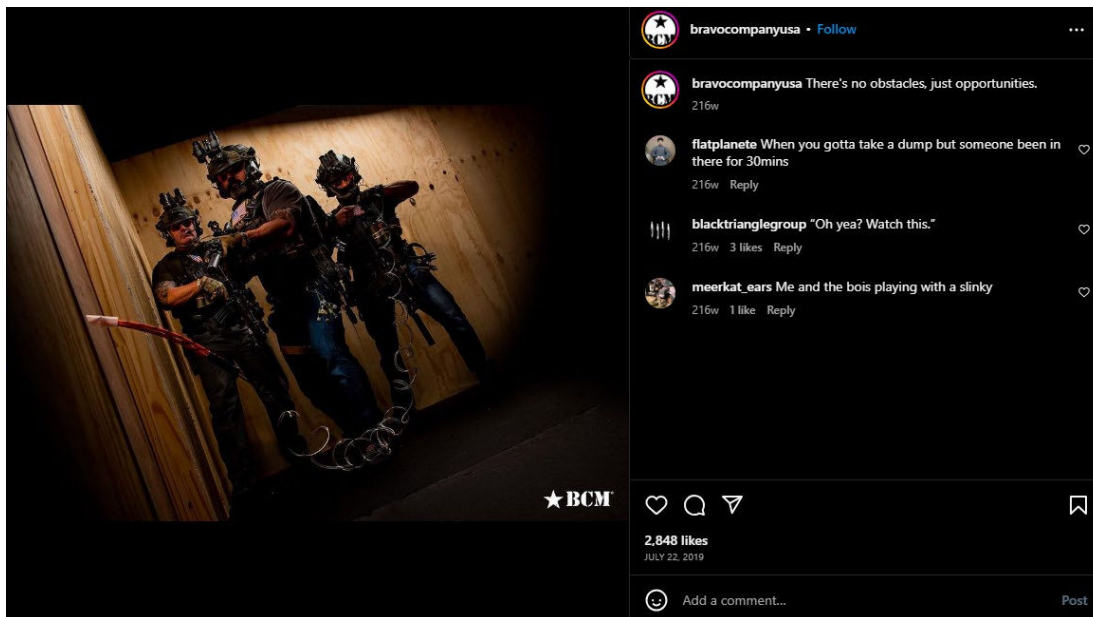 bravocompanyusa • Follow
bravocompanyusa There's no obstacles, just opportunities.
216w
flatplanete When you gotta take a dump but someone been in
there for 30mins
216w Reply
blacktrianglegroup “Oh yea? Watch this.”
216w 3 likes Reply
meerkat_ears Me and the bois playing with a slinky
216w 1 like Reply
BCM
2,848 likes
JULY 22, 2019
Add a comment...
Post